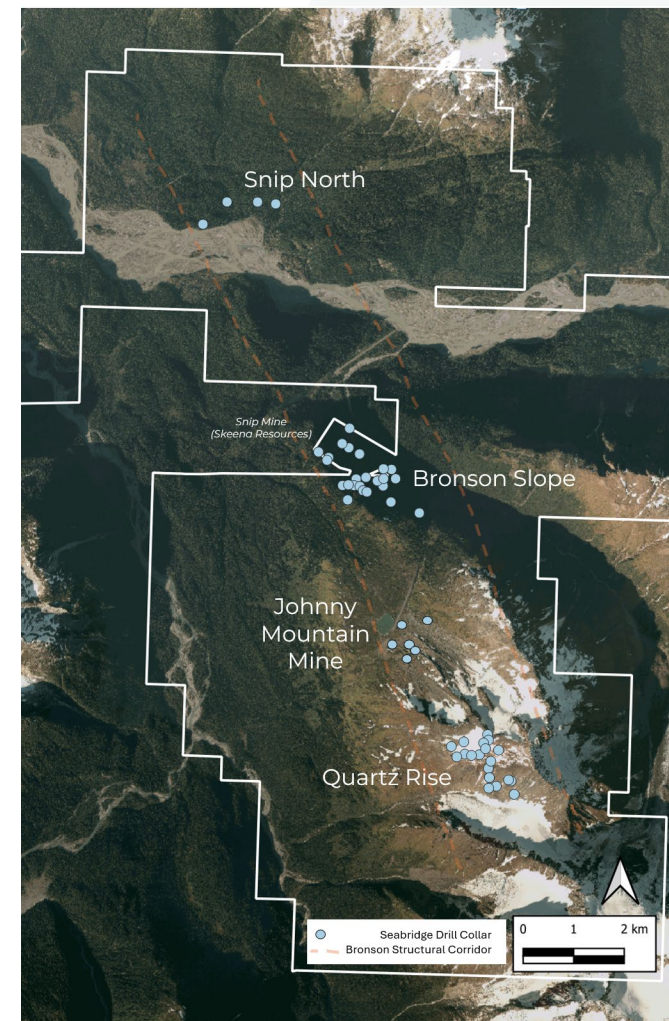 Snip North
Snip Mine
(Skeena Resources)
Bronson Slope
Johnny
Mountain
Mine
Quartz Rise
Seabridge Drill Collar
Bronson Structural Corridor
0 1 2 km